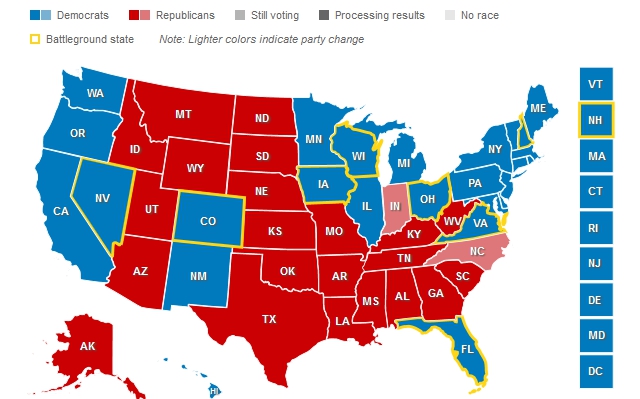 Democrats Republicans Still voting Processing results No race
Battleground state Note: Lighter colors indicate party change
WA
OR
CA
NV
ID
MT
WY
UT
AZ
CO
NM
ND
SD
NE
KS
OK
TX
MN
IA
MO
AR
LA
WI
IL
MI
IN
OH
KY
TN
MS
AL
GA
FL
SC
NC
WV
VA
PA
NY
ME
AK
HI
VT
NH
MA
CT
RI
NJ
DE
MD
DC